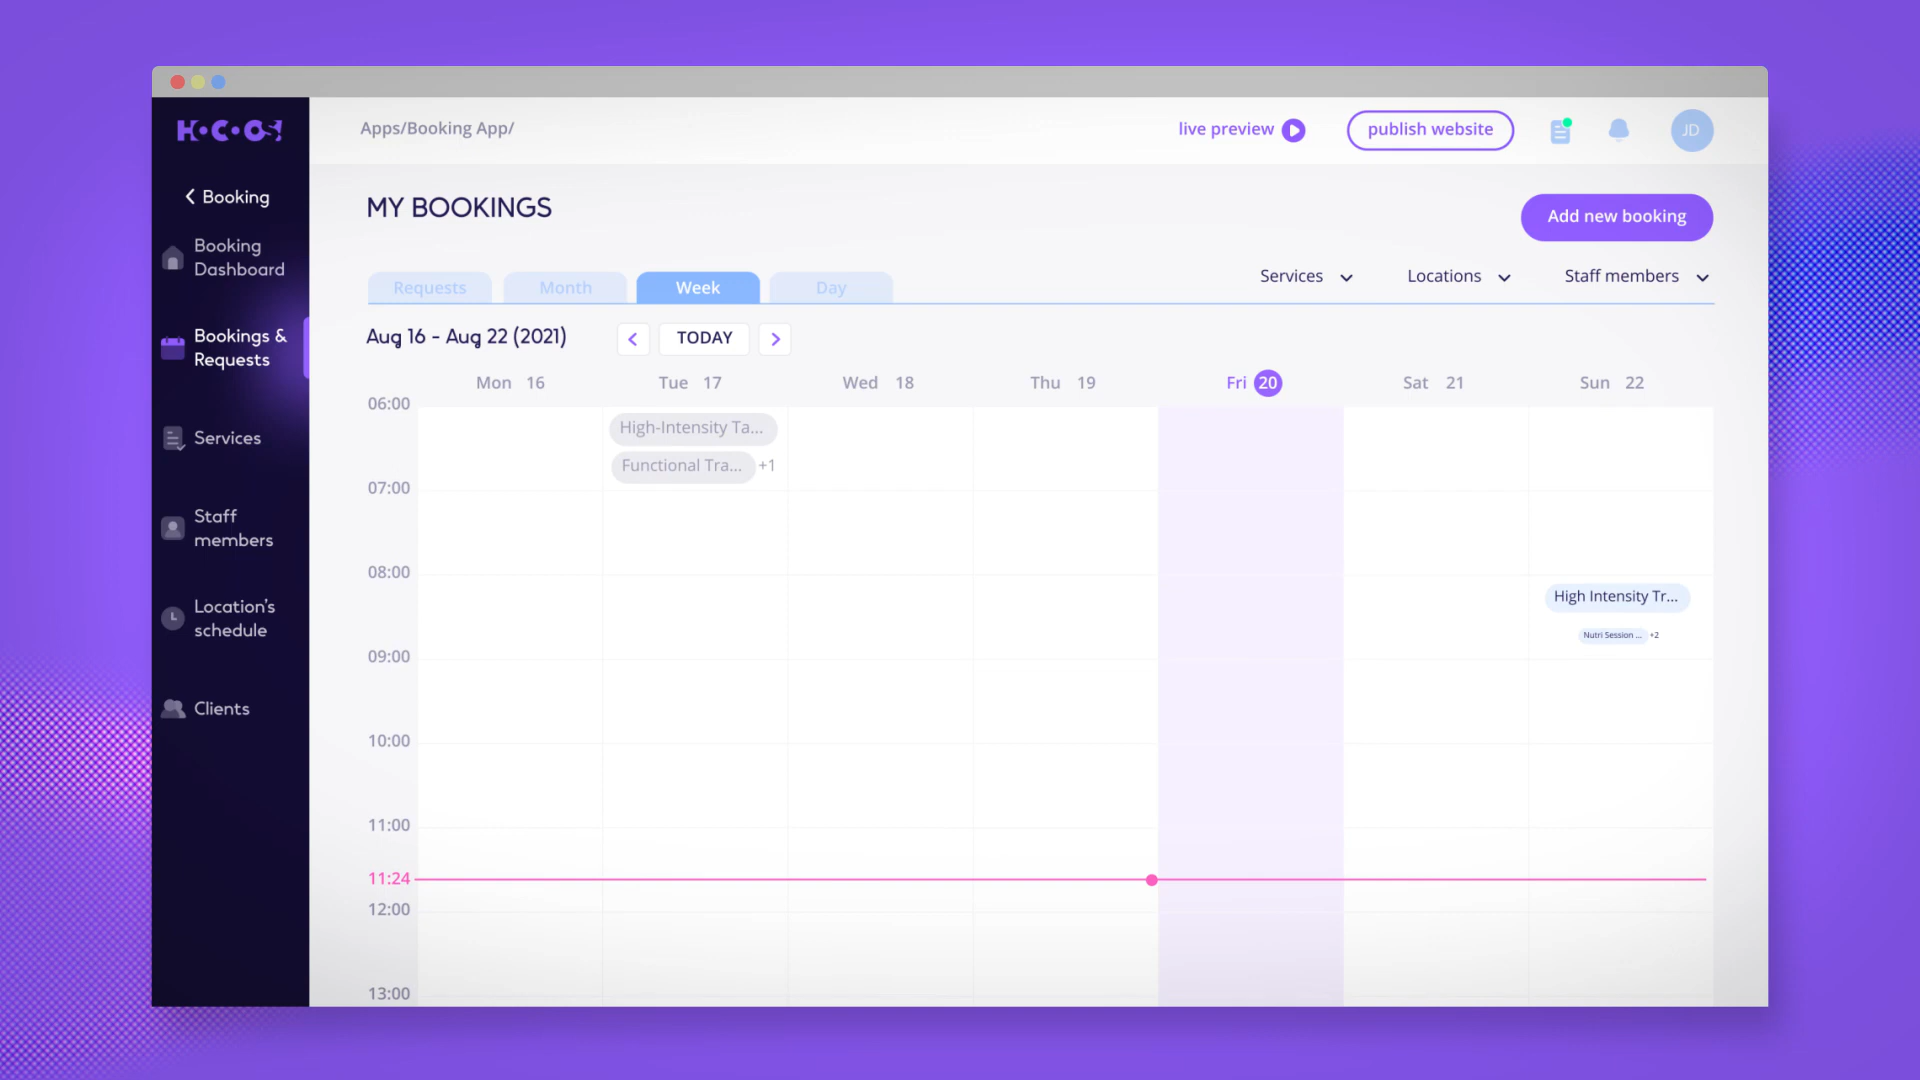 HOCOOS!
Apps/Booking App/
live preview
publish website
JD
Booking
Booking
Dashboard
Bookings &
Requests
Services
Staff
members
Location's
schedule
Clients
MY BOOKINGS
Add new booking
Requests
Month
Week
Day
Services
Locations
Staff members
Aug 16 - Aug 22 (2021)
TODAY
Mon 16
Tue 17
Wed 18
Thu 19
Fri 20
Sat 21
Sun 22
06:00
High-Intensity Ta...
Functional Tra... +1
07:00
08:00
High Intensity Tr...
Nutri Session ... +2
09:00
10:00
11:00
11:24
12:00
13:00